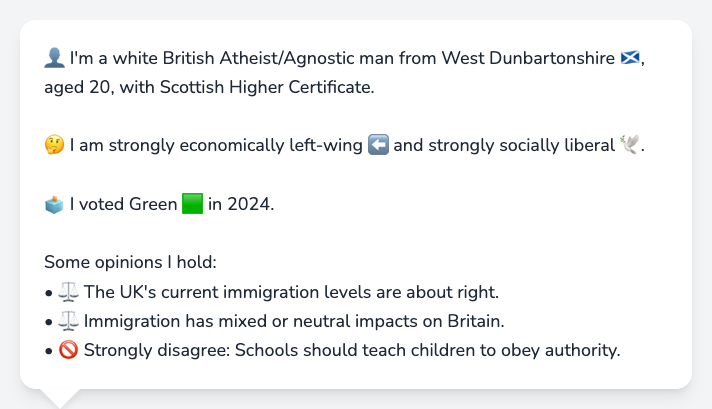 👤 I'm a white British Atheist/Agnostic man from West Dunbartonshire 🏴󠁧󠁢󠁳󠁣󠁴󠁿,
aged 20, with Scottish Higher Certificate.
🤔 I am strongly economically left-wing ⬅️ and strongly socially liberal 🕊️.
🗳️ I voted Green 🟩 in 2024.
Some opinions I hold:
• ⚖️ The UK's current immigration levels are about right.
• ⚖️ Immigration has mixed or neutral impacts on Britain.
• 🚫 Strongly disagree: Schools should teach children to obey authority.